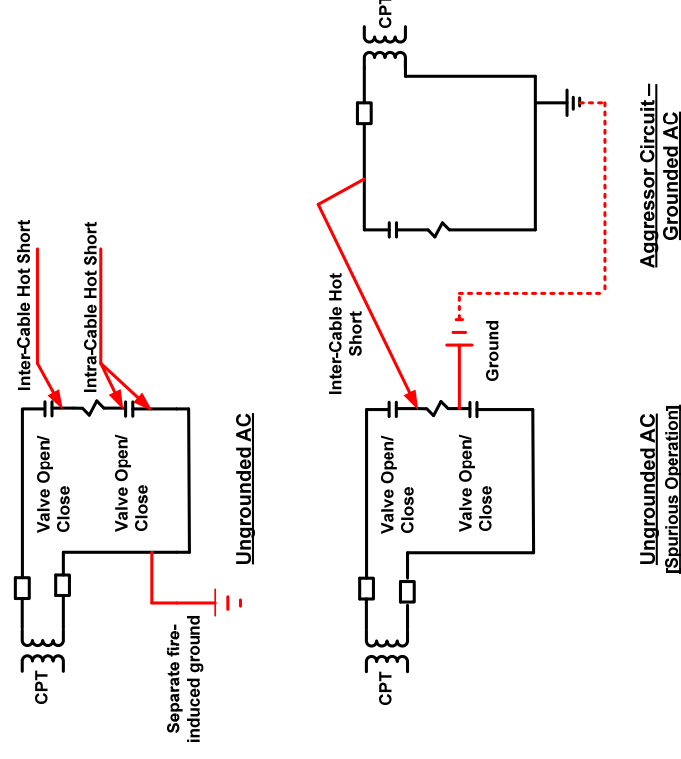 Inter-Cable Hot Short
Intra-Cable Hot Short
Valve Open/
Close
Valve Open/
Close
CPT
Separate fire-
induced ground
Ungrounded AC
CPT
Inter-Cable Hot
Short
Valve Open/
Close
Valve Open/
Close
Ground
CPT
Ungrounded AC
[Spurious Operation]
Aggressor Circuit –
Grounded AC